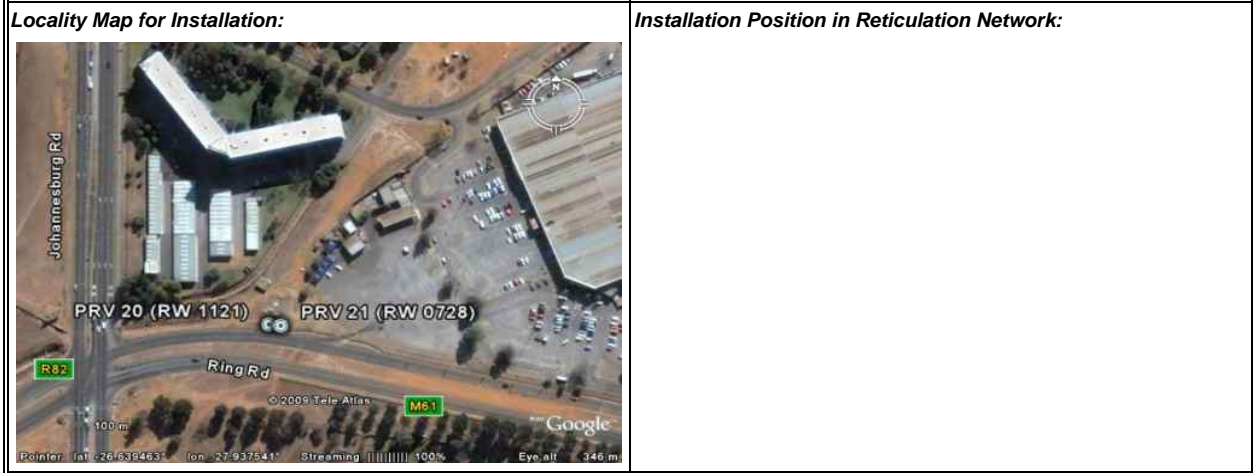 Locality Map for Installation:
Installation Position in Reticulation Network:
N
Johannesburg Rd
PRV 20 (RW 1121)
PRV 21 (RW 0728)
R82
Ring Rd
© 2009 Tele Atlas
M61
100 m
Google
Pointer lat -26.639463° lon 27.937541° Streaming ||||||||| 100% Eye alt 346 m